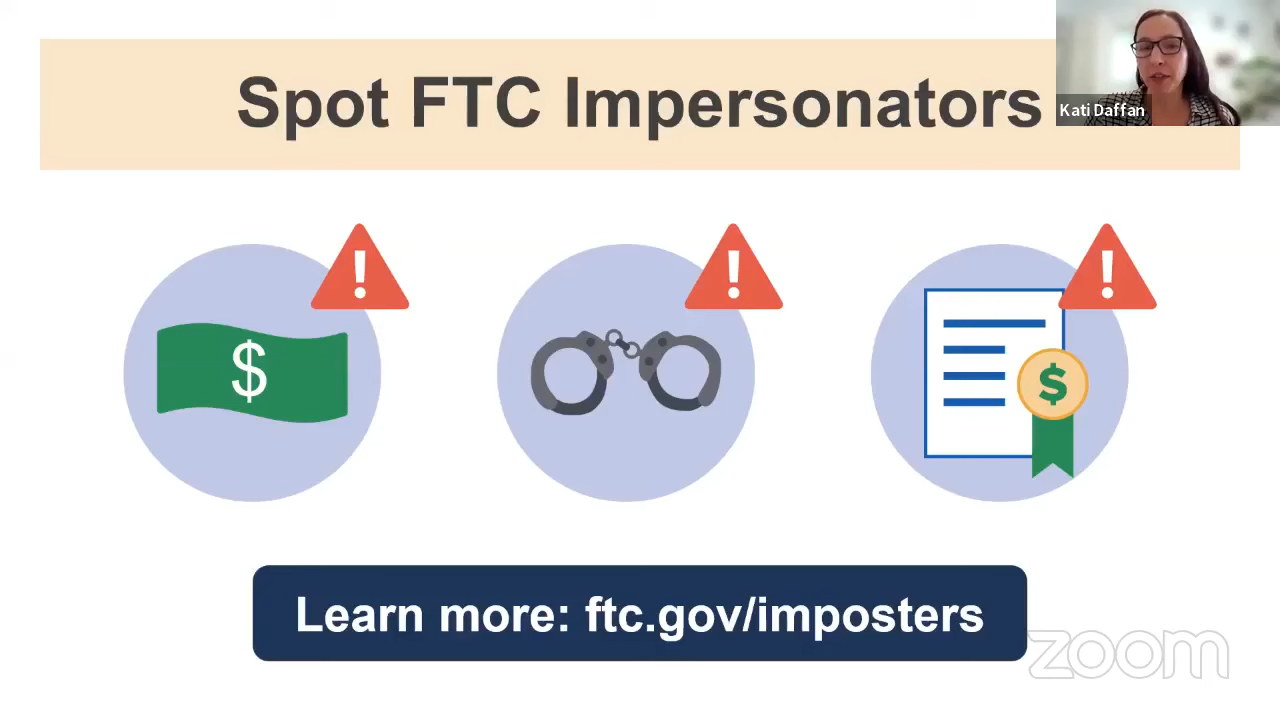 Spot FTC Impersonators
Kati Daffan
!
!
!
$
$
Learn more: ftc.gov/imposters
zoom